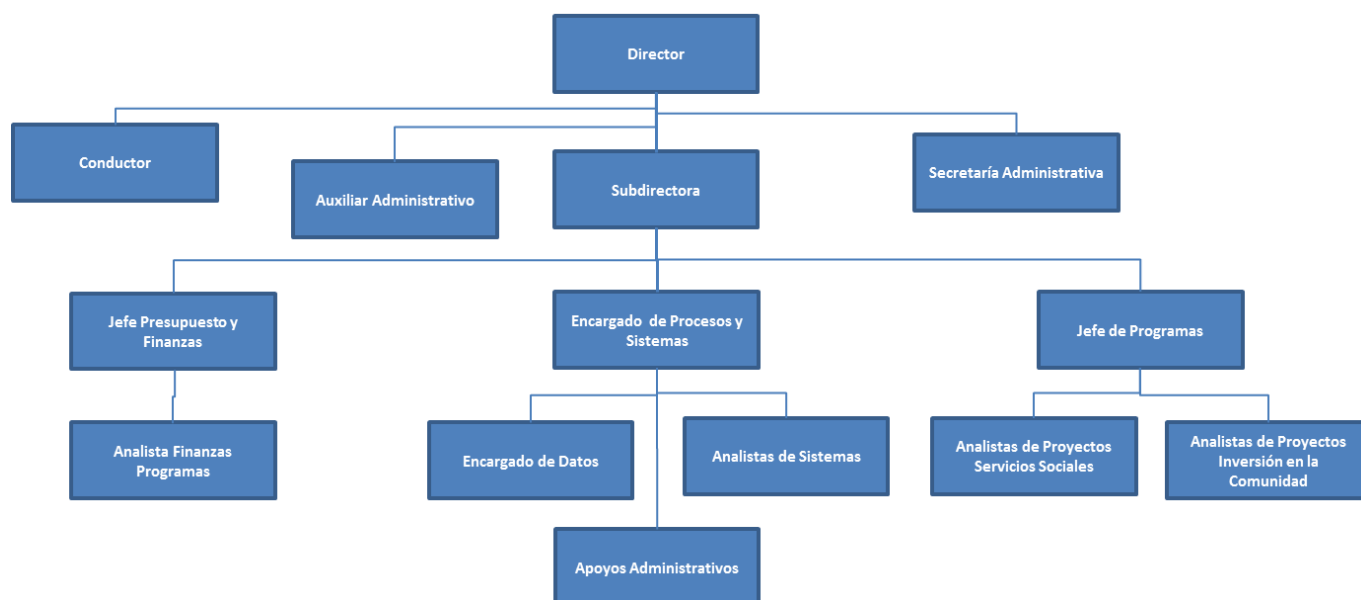 Director
Conductor
Auxiliar Administrativo
Subdirectora
Secretaría Administrativa
Jefe Presupuesto y
Finanzas
Encargado de Procesos y
Sistemas
Jefe de Programas
Analista Finanzas
Programas
Encargado de Datos
Analistas de Sistemas
Analistas de Proyectos
Servicios Sociales
Analistas de Proyectos
Inversión en la
Comunidad
Apoyos Administrativos